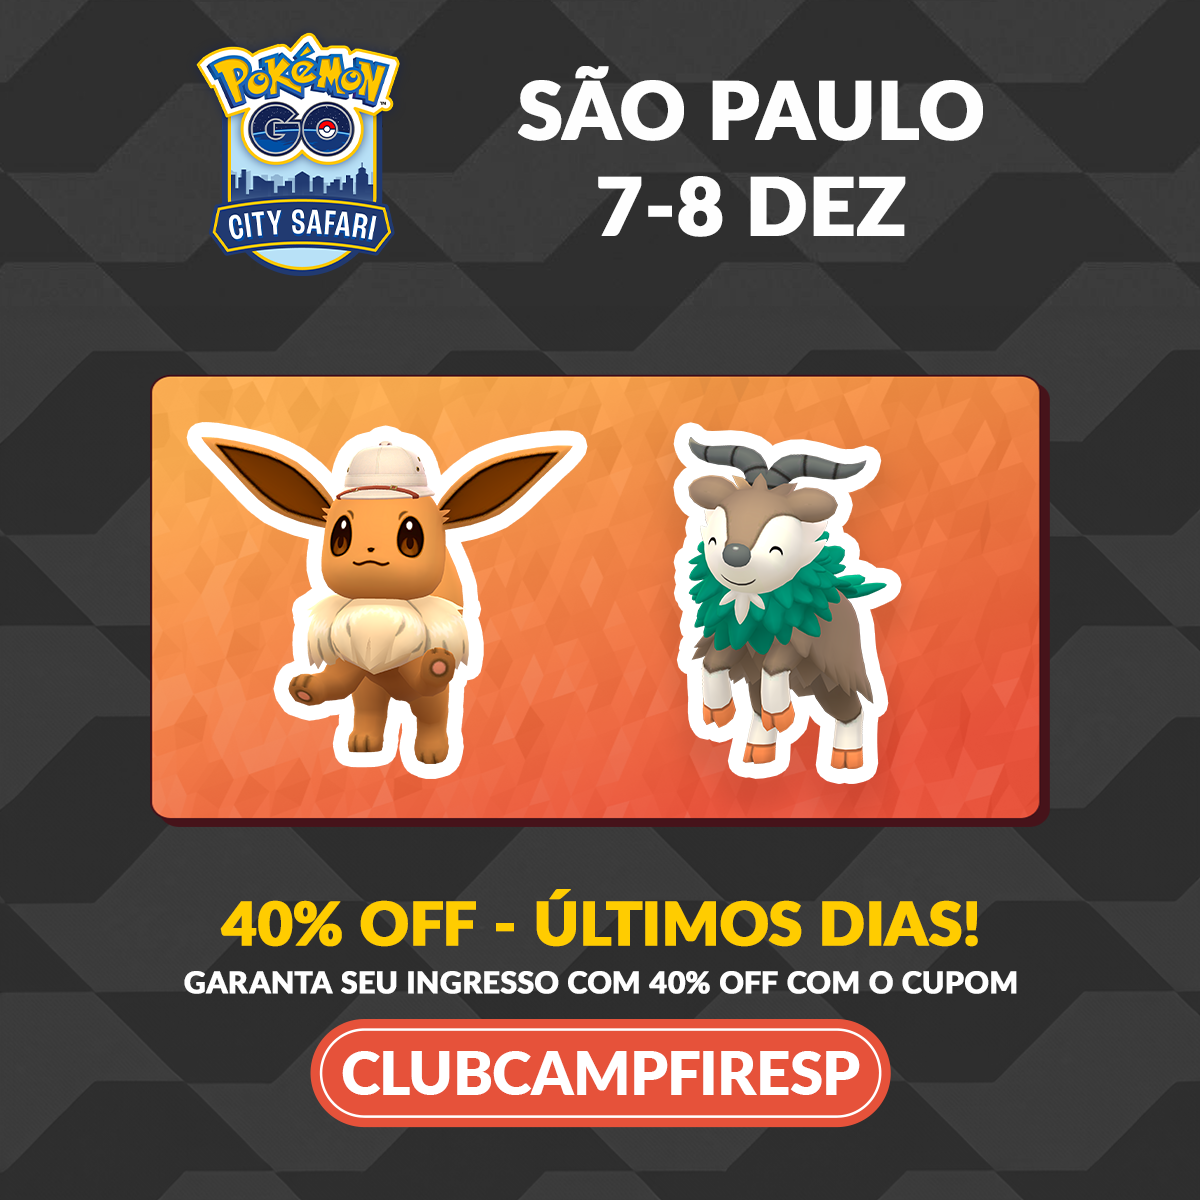 POKéMON
GO
CITY SAFARI
SÃO PAULO
7-8 DEZ
40% OFF - ÚLTIMOS DIAS!
GARANTA SEU INGRESSO COM 40% OFF COM O CUPOM
CLUBCAMPFIRESP